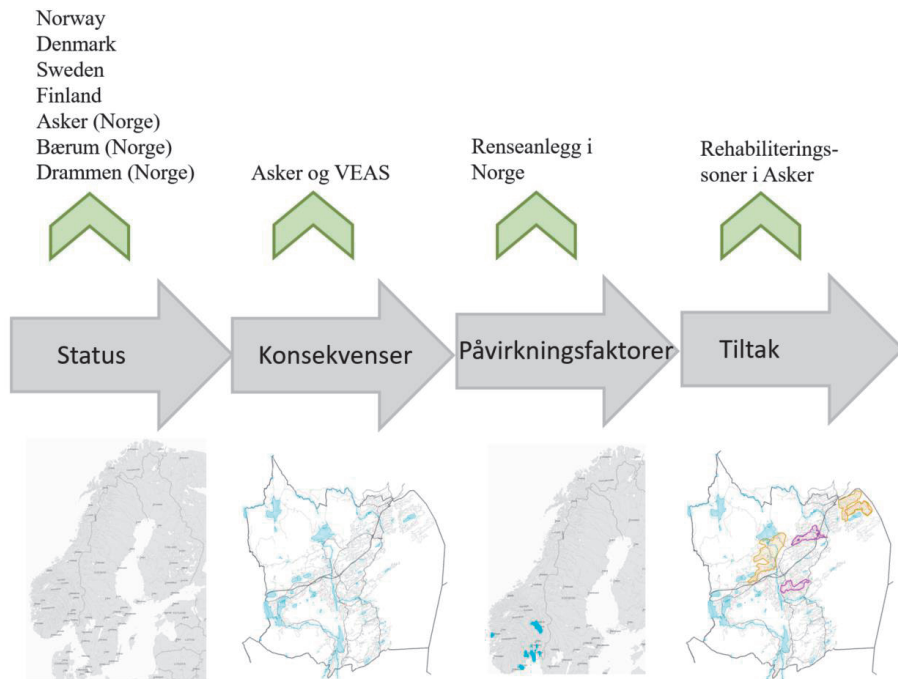 Norway
Denmark
Sweden
Finland
Asker (Norge)
Bærum (Norge)
Drammen (Norge)
Asker og VEAS
Renseanlegg i
Norge
Rehabiliterings-
soner i Asker
Status
Konsekvenser
Påvirkningsfaktorer
Tiltak